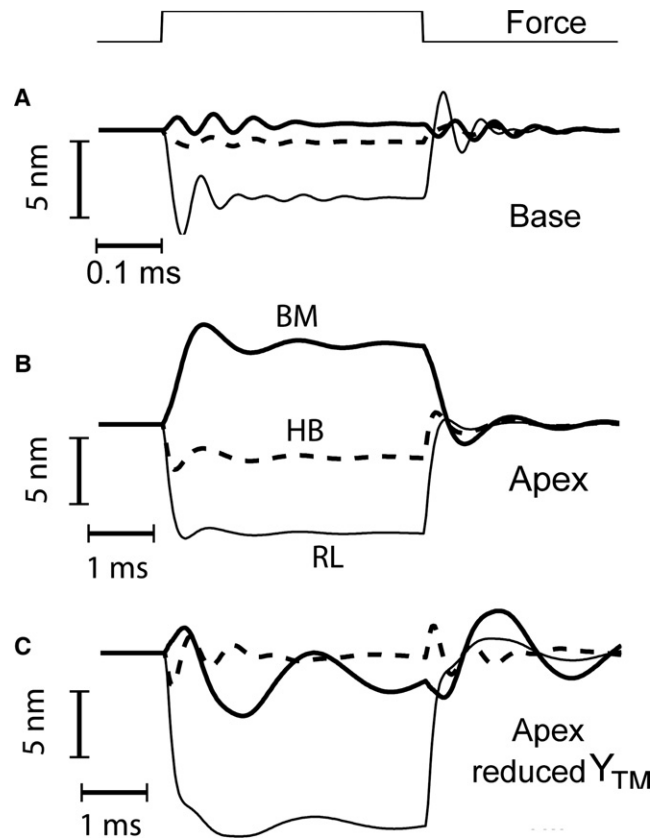 Force
A
5 nm
Base
0.1 ms
BM
B
HB
5 nm
Apex
1 ms
RL
C
5 nm
Apex
reduced Y_TM
1 ms